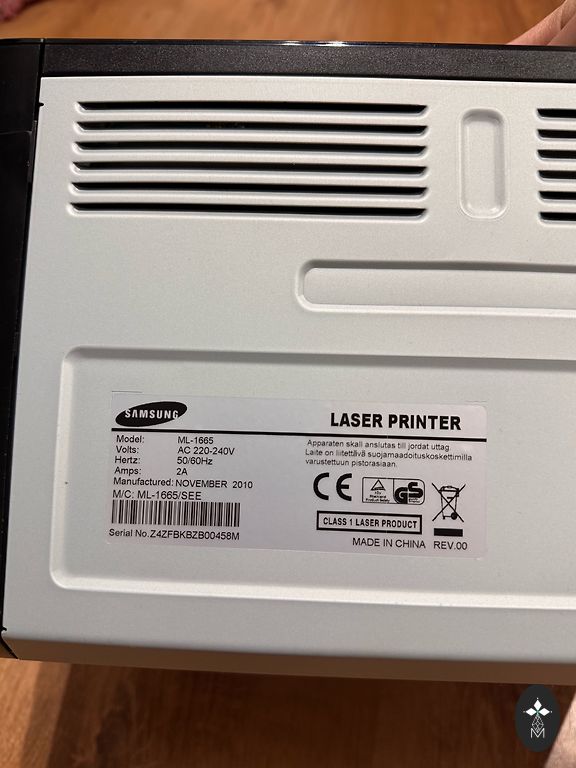 SAMSUNG
LASER PRINTER
Model: ML-1665
Volts: AC 220-240V
Hertz: 50/60Hz
Amps: 2A
Manufactured: NOVEMBER 2010
M/C: ML-1665/SEE
Serial No.Z4ZFBKBZB00458M
Apparaten skall anslutas till jordat uttag.
Laite on liitettävä suojamaadoituskoskettimilla
varustettuun pistorasiaan.
CE
GS
CLASS 1 LASER PRODUCT
MADE IN CHINA REV.00
M